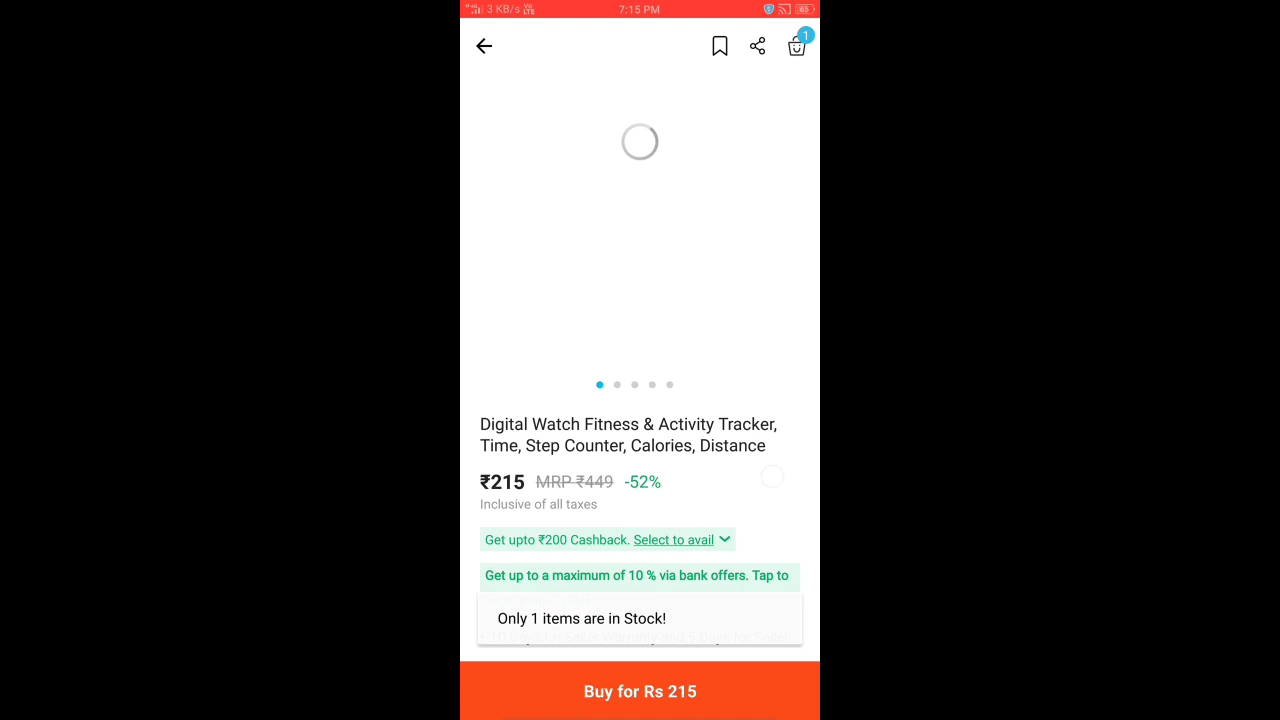 3 KB/s
7:15 PM
65
1
Digital Watch Fitness & Activity Tracker,
Time, Step Counter, Calories, Distance
₹215 MRP ₹449 -52%
Inclusive of all taxes
Get upto ₹200 Cashback. Select to avail
Get up to a maximum of 10 % via bank offers. Tap to
Only 1 items are in Stock!
Buy for Rs 215